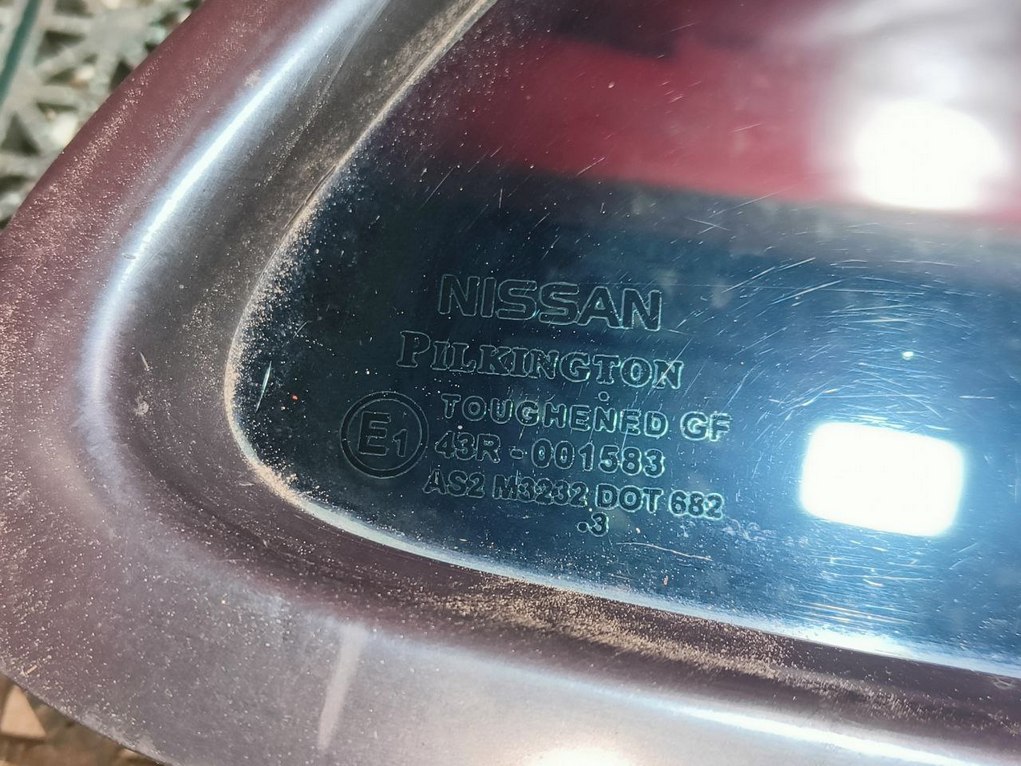 NISSAN
PILKINGTON
TOUGHENED GF
E1
43R - 001583
AS2 M3232 DOT 682
.3